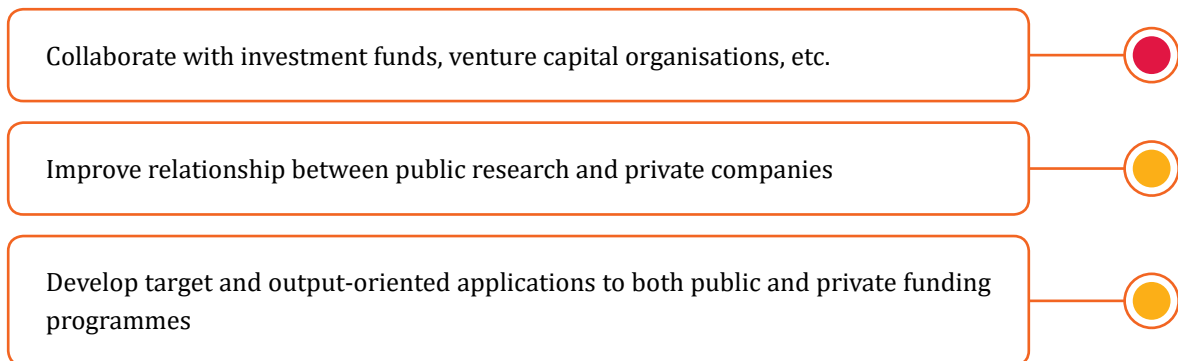 Collaborate with investment funds, venture capital organisations, etc.
Improve relationship between public research and private companies
Develop target and output-oriented applications to both public and private funding
programmes